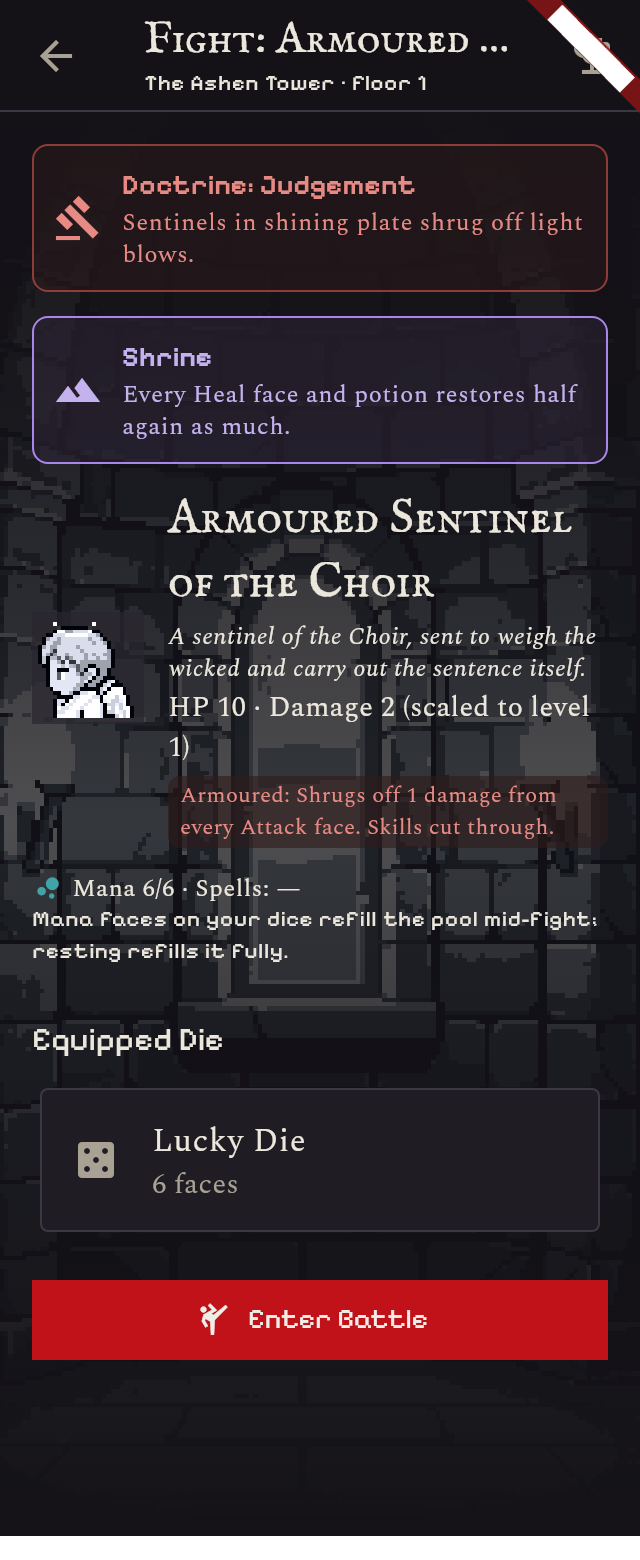 Fight: Armoured ...
The Ashen Tower · Floor 1
Doctrine: Judgement
Sentinels in shining plate shrug off light
blows.
Shrine
Every Heal face and potion restores half
again as much.
Armoured Sentinel
of the Choir
A sentinel of the Choir, sent to weigh the
wicked and carry out the sentence itself.
HP 10 · Damage 2 (scaled to level
1)
Armoured: Shrugs off 1 damage from
every Attack face. Skills cut through.
Mana 6/6 · Spells: —
Mana faces on your dice refill the pool mid-fight;
resting refills it fully.
Equipped Die
Lucky Die
6 faces
Enter Battle